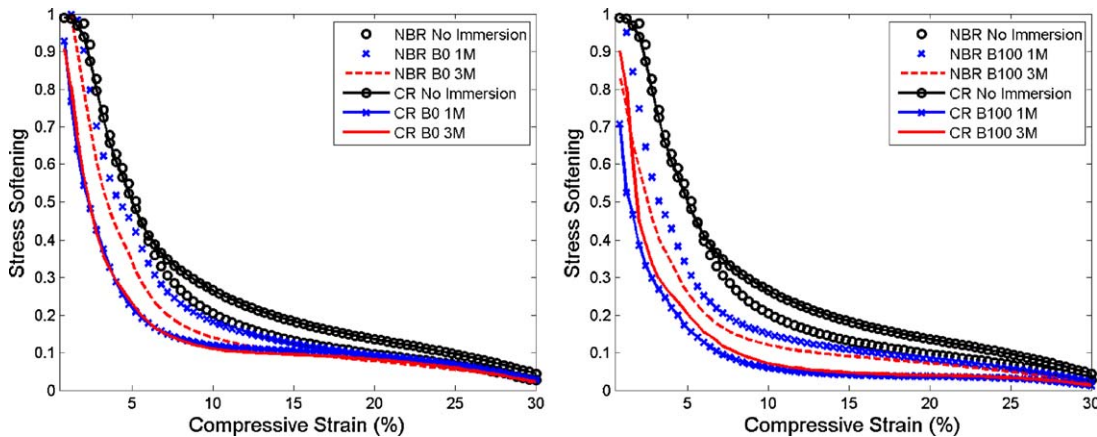 1
0.9
0.8
0.7
0.6
0.5
0.4
0.3
0.2
0.1
0
Stress Softening
5 10 15 20 25 30
Compressive Strain (%)
NBR No Immersion
NBR B0 1M
NBR B0 3M
CR No Immersion
CR B0 1M
CR B0 3M
1
0.9
0.8
0.7
0.6
0.5
0.4
0.3
0.2
0.1
0
Stress Softening
5 10 15 20 25 30
Compressive Strain (%)
NBR No Immersion
NBR B100 1M
NBR B100 3M
CR No Immersion
CR B100 1M
CR B100 3M